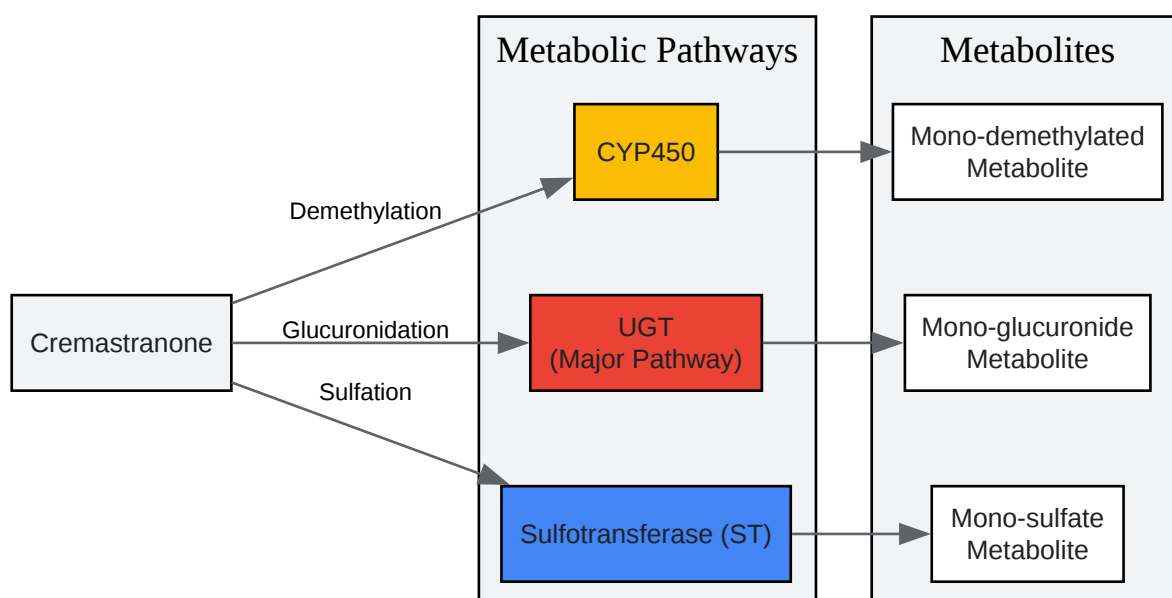 Metabolic Pathways
Metabolites
CYP450
Mono-demethylated
Metabolite
Demethylation
Cremastranone
Glucuronidation
UGT
(Major Pathway)
Mono-glucuronide
Metabolite
Sulfation
Sulfotransferase (ST)
Mono-sulfate
Metabolite